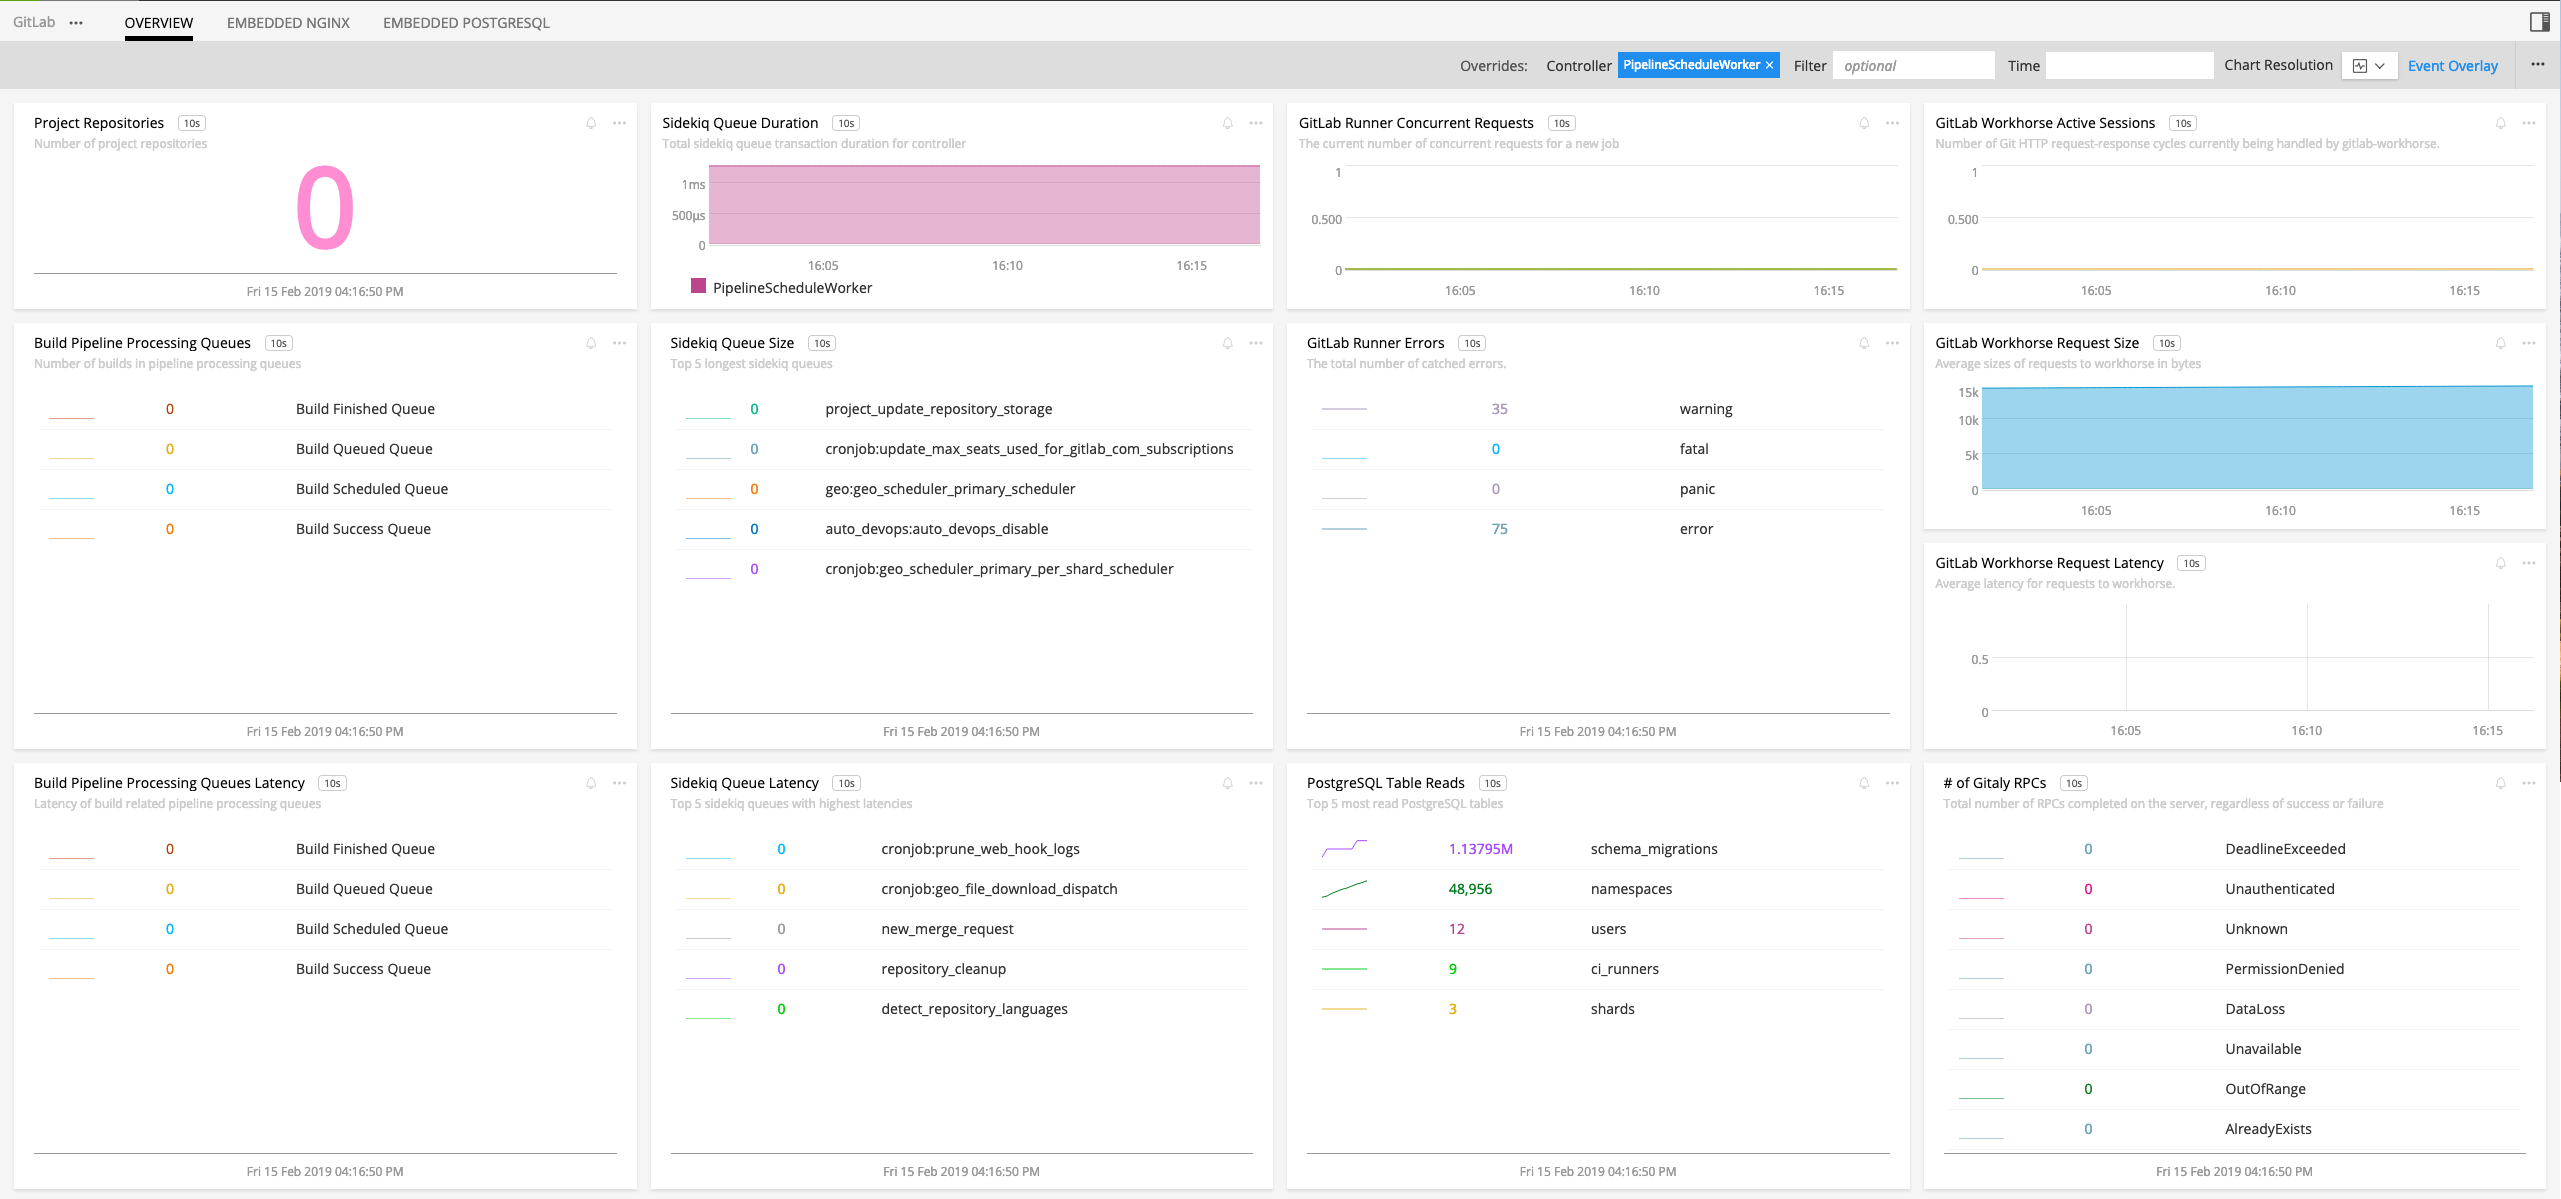 GitLab ··· OVERVIEW EMBEDDED NGINX EMBEDDED POSTGRESQL
Overrides: Controller PipelineScheduleWorker × Filter optional Time Chart Resolution Event Overlay ···
Project Repositories 10s
Number of project repositories
0
Fri 15 Feb 2019 04:16:50 PM
Sidekiq Queue Duration 10s
Total sidekiq queue transaction duration for controller
1ms
500µs
0
16:05 16:10 16:15
PipelineScheduleWorker
GitLab Runner Concurrent Requests 10s
The current number of concurrent requests for a new job
1
0.500
0
16:05 16:10 16:15
GitLab Workhorse Active Sessions 10s
Number of Git HTTP request-response cycles currently being handled by gitlab-workhorse.
1
0.500
0
16:05 16:10 16:15
Build Pipeline Processing Queues 10s
Number of builds in pipeline processing queues
0 Build Finished Queue
0 Build Queued Queue
0 Build Scheduled Queue
0 Build Success Queue
Fri 15 Feb 2019 04:16:50 PM
Sidekiq Queue Size 10s
Top 5 longest sidekiq queues
0 project_update_repository_storage
0 cronjob:update_max_seats_used_for_gitlab_com_subscriptions
0 geo:geo_scheduler_primary_scheduler
0 auto_devops:auto_devops_disable
0 cronjob:geo_scheduler_primary_per_shard_scheduler
Fri 15 Feb 2019 04:16:50 PM
GitLab Runner Errors 10s
The total number of catched errors.
35 warning
0 fatal
0 panic
75 error
Fri 15 Feb 2019 04:16:50 PM
GitLab Workhorse Request Size 10s
Average sizes of requests to workhorse in bytes
15k
10k
5k
0
16:05 16:10 16:15
GitLab Workhorse Request Latency 10s
Average latency for requests to workhorse.
0.5
0
16:05 16:10 16:15
Build Pipeline Processing Queues Latency 10s
Latency of build related pipeline processing queues
0 Build Finished Queue
0 Build Queued Queue
0 Build Scheduled Queue
0 Build Success Queue
Fri 15 Feb 2019 04:16:50 PM
Sidekiq Queue Latency 10s
Top 5 sidekiq queues with highest latencies
0 cronjob:prune_web_hook_logs
0 cronjob:geo_file_download_dispatch
0 new_merge_request
0 repository_cleanup
0 detect_repository_languages
Fri 15 Feb 2019 04:16:50 PM
PostgreSQL Table Reads 10s
Top 5 most read PostgreSQL tables
1.13795M schema_migrations
48,956 namespaces
12 users
9 ci_runners
3 shards
Fri 15 Feb 2019 04:16:50 PM
# of Gitaly RPCs 10s
Total number of RPCs completed on the server, regardless of success or failure
0 DeadlineExceeded
0 Unauthenticated
0 Unknown
0 PermissionDenied
0 DataLoss
0 Unavailable
0 OutOfRange
0 AlreadyExists
Fri 15 Feb 2019 04:16:50 PM